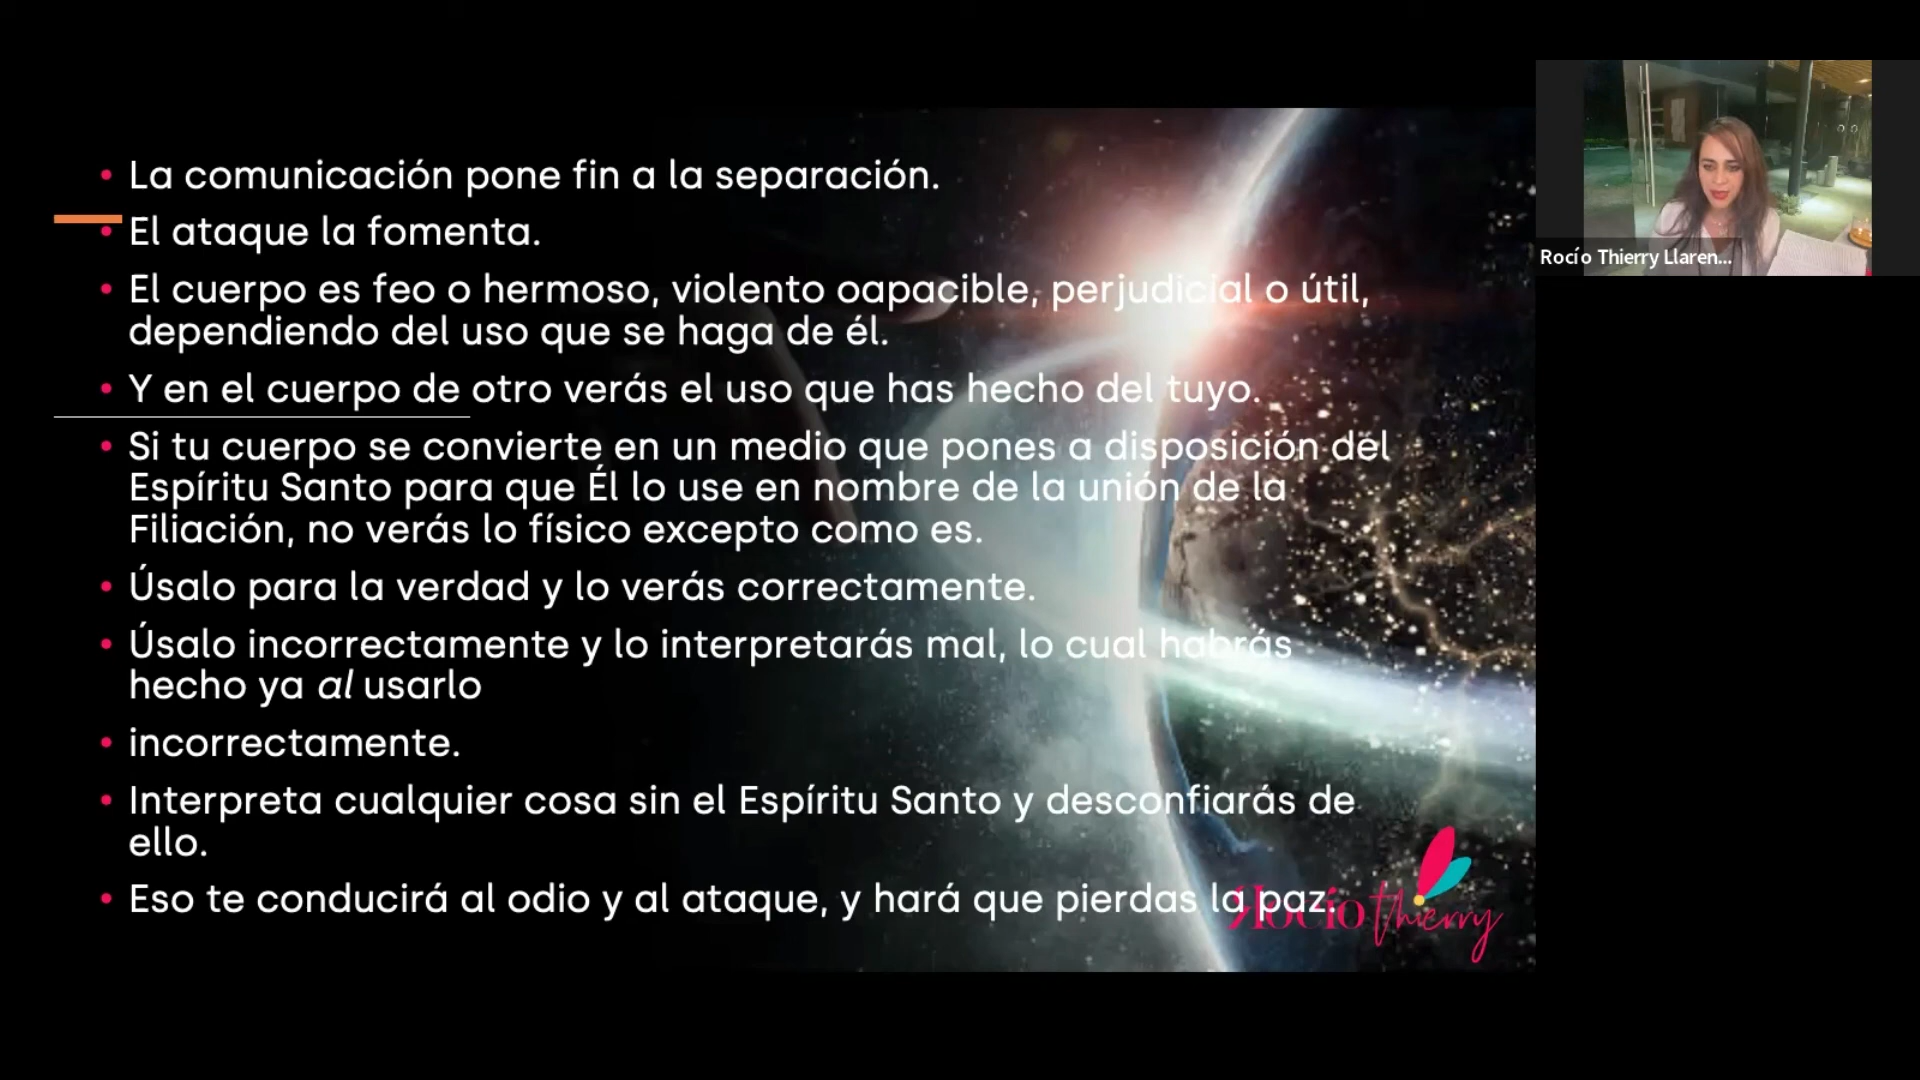 • La comunicación pone fin a la separación.
• El ataque la fomenta.
• El cuerpo es feo o hermoso, violento oapacible, perjudicial o útil,
dependiendo del uso que se haga de él.
• Y en el cuerpo de otro verás el uso que has hecho del tuyo.
• Si tu cuerpo se convierte en un medio que pones a disposición del
Espíritu Santo para que Él lo use en nombre de la unión de la
Filiación, no verás lo físico excepto como es.
• Úsalo para la verdad y lo verás correctamente.
• Úsalo incorrectamente y lo interpretarás mal, lo cual habrás
hecho ya al usarlo
• incorrectamente.
• Interpreta cualquier cosa sin el Espíritu Santo y desconfiarás de
ello.
• Eso te conducirá al odio y al ataque, y hará que pierdas la paz.
Rocío Thierry
Rocío Thierry Llaren...